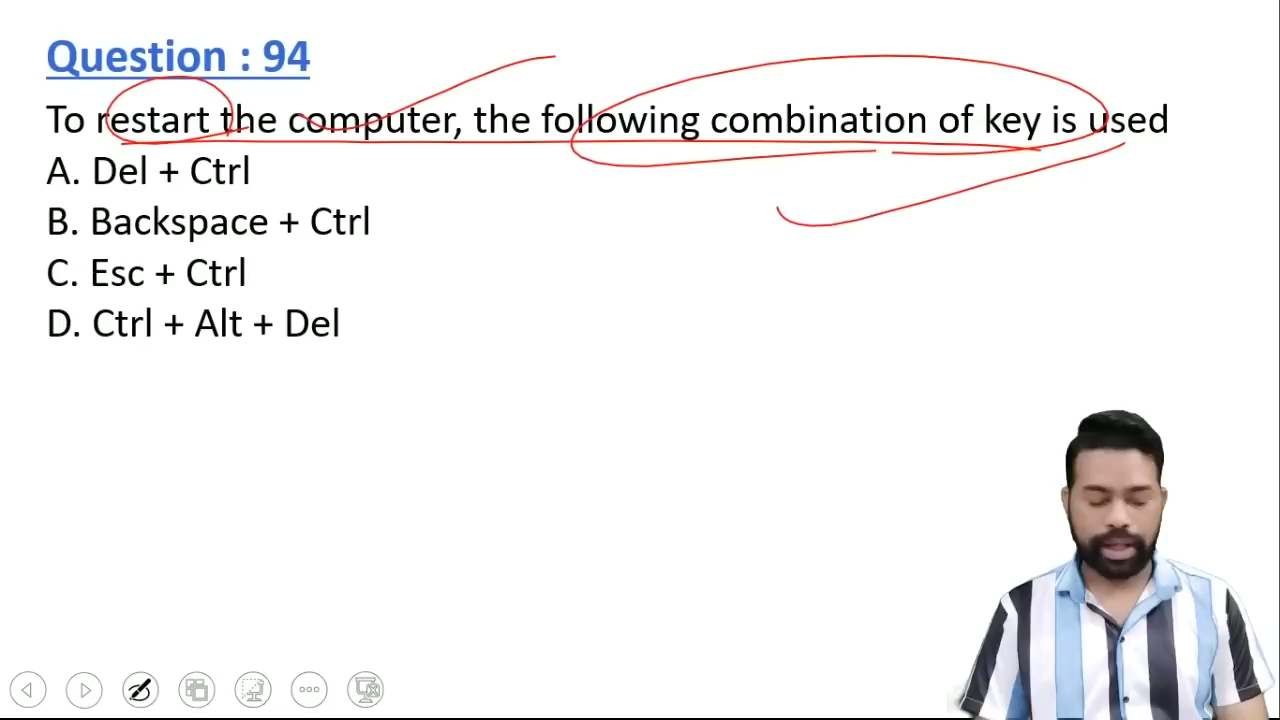 Question : 94
To restart the computer, the following combination of key is used
A. Del + Ctrl
B. Backspace + Ctrl
C. Esc + Ctrl
D. Ctrl + Alt + Del